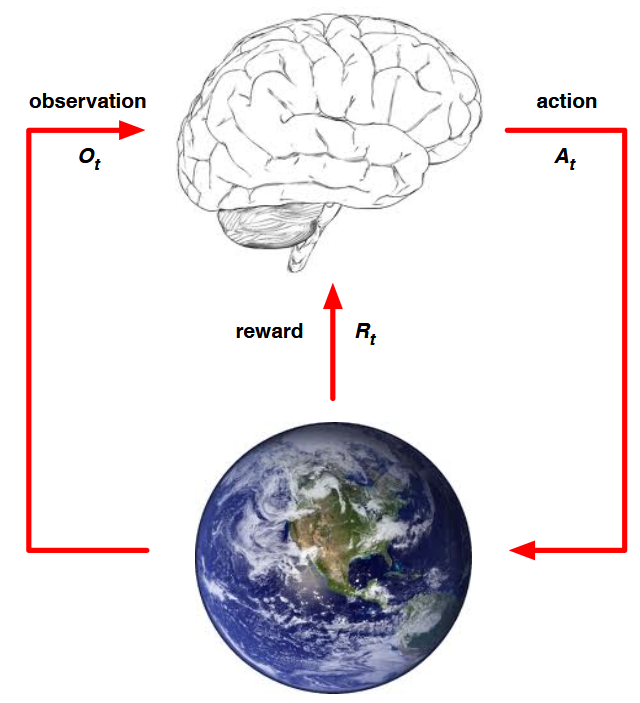 observation
O_t
action
A_t
reward
R_t